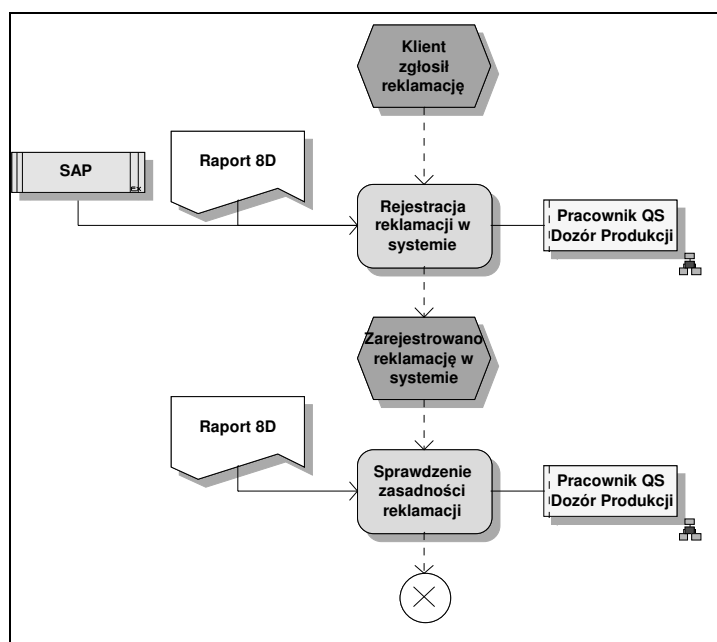 Klient
zgłosił
reklamację
SAP
Raport 8D
Rejestracja
reklamacji w
systemie
Pracownik QS
Dozór Produkcji
Zarejestrowano
reklamację w
systemie
Raport 8D
Sprawdzenie
zasadności
reklamacji
Pracownik QS
Dozór Produkcji